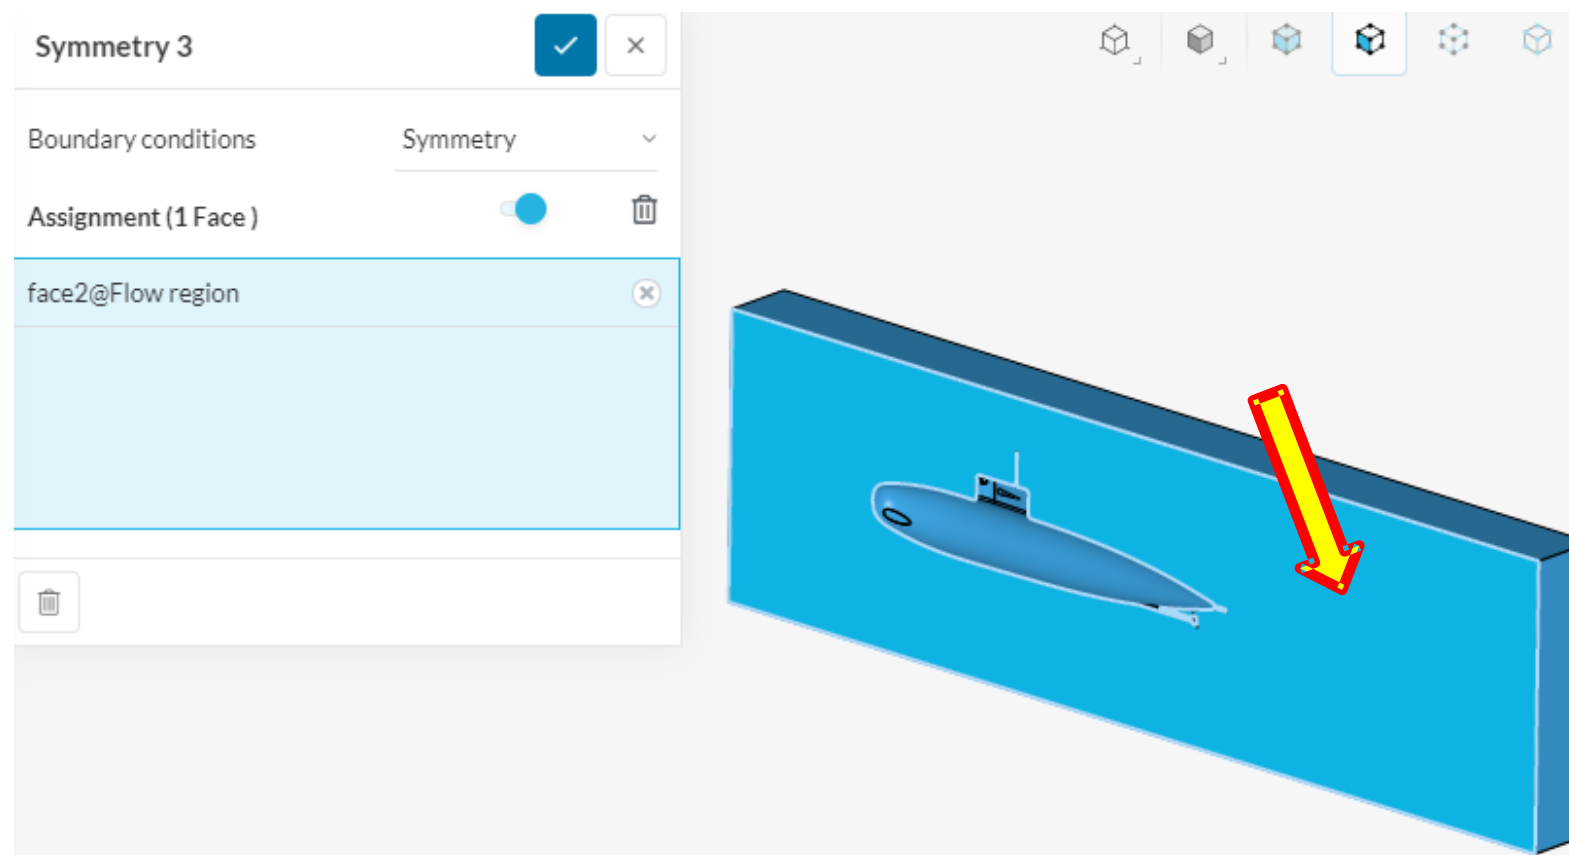 Symmetry 3
Boundary conditions Symmetry
Assignment (1 Face )
face2@Flow region